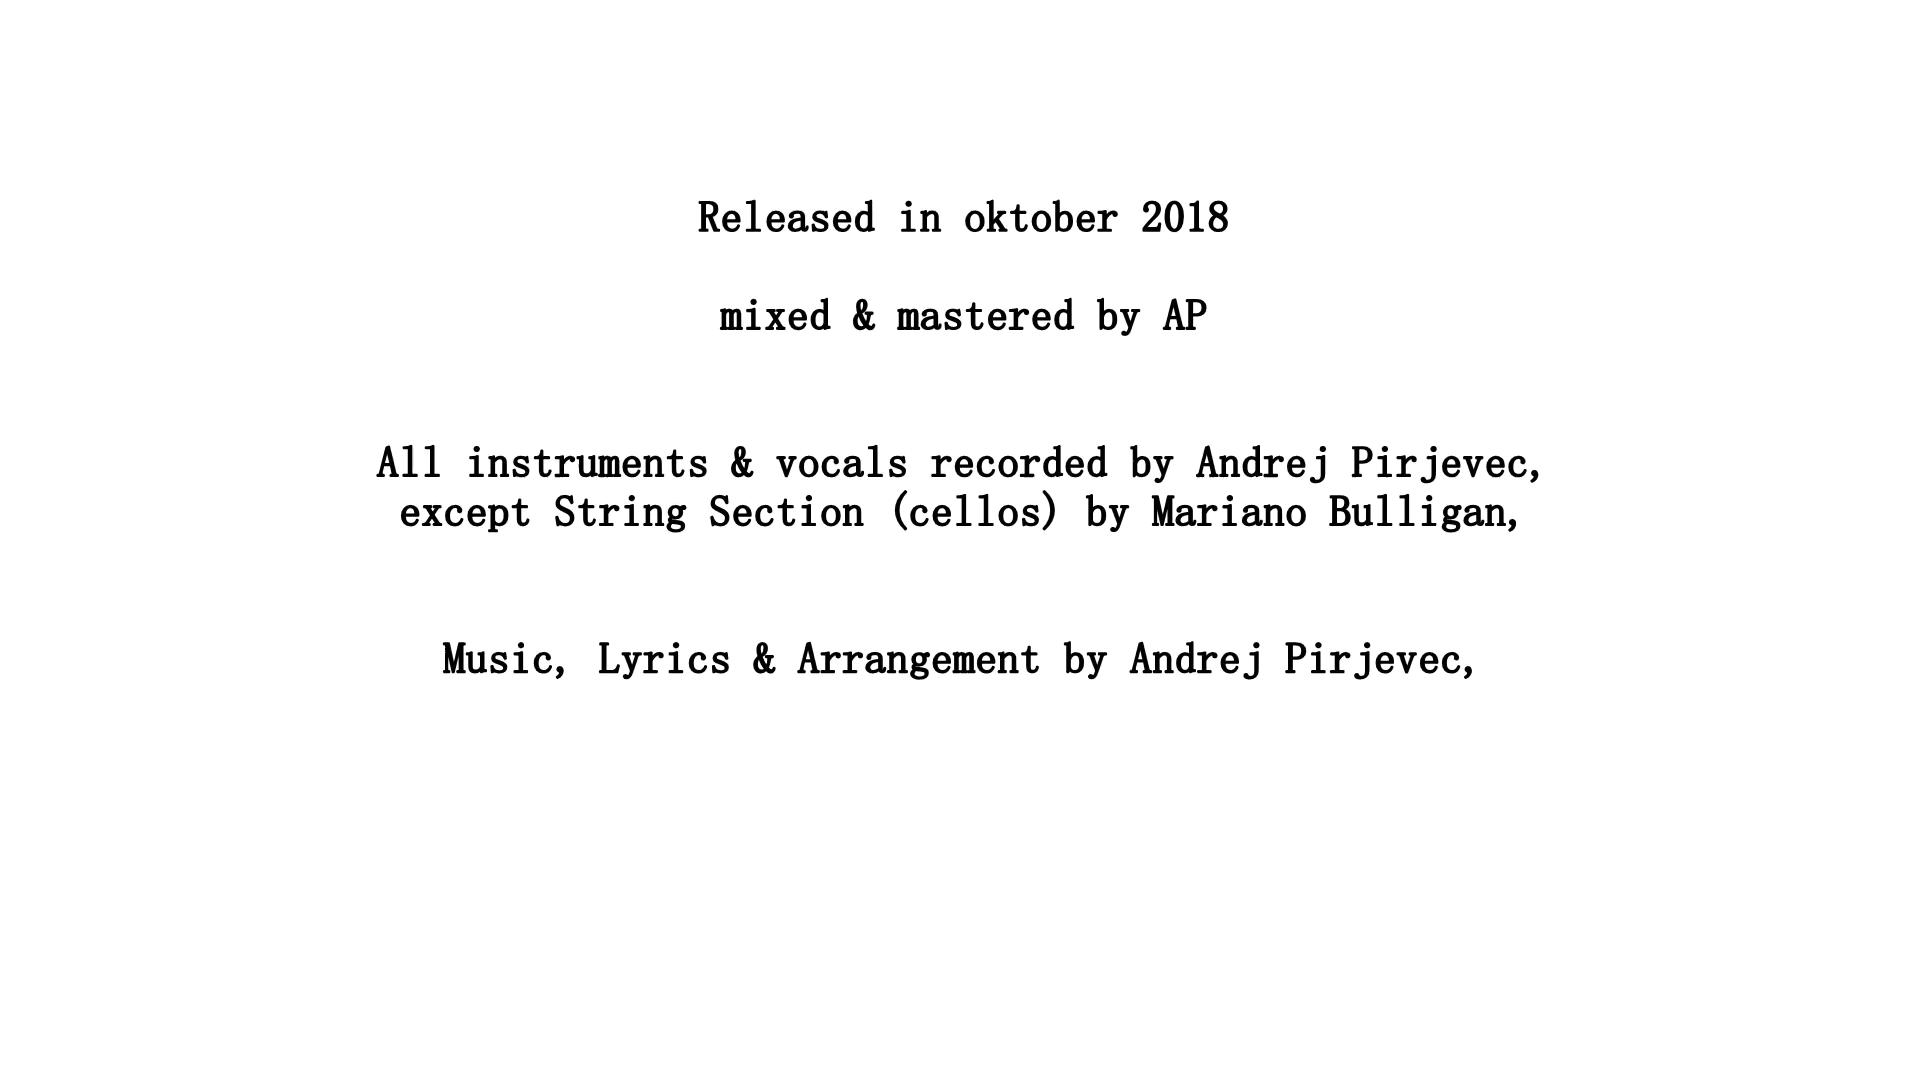 Released in oktober 2018
mixed & mastered by AP
All instruments & vocals recorded by Andrej Pirjevec,
except String Section (cellos) by Mariano Bulligan,
Music, Lyrics & Arrangement by Andrej Pirjevec,